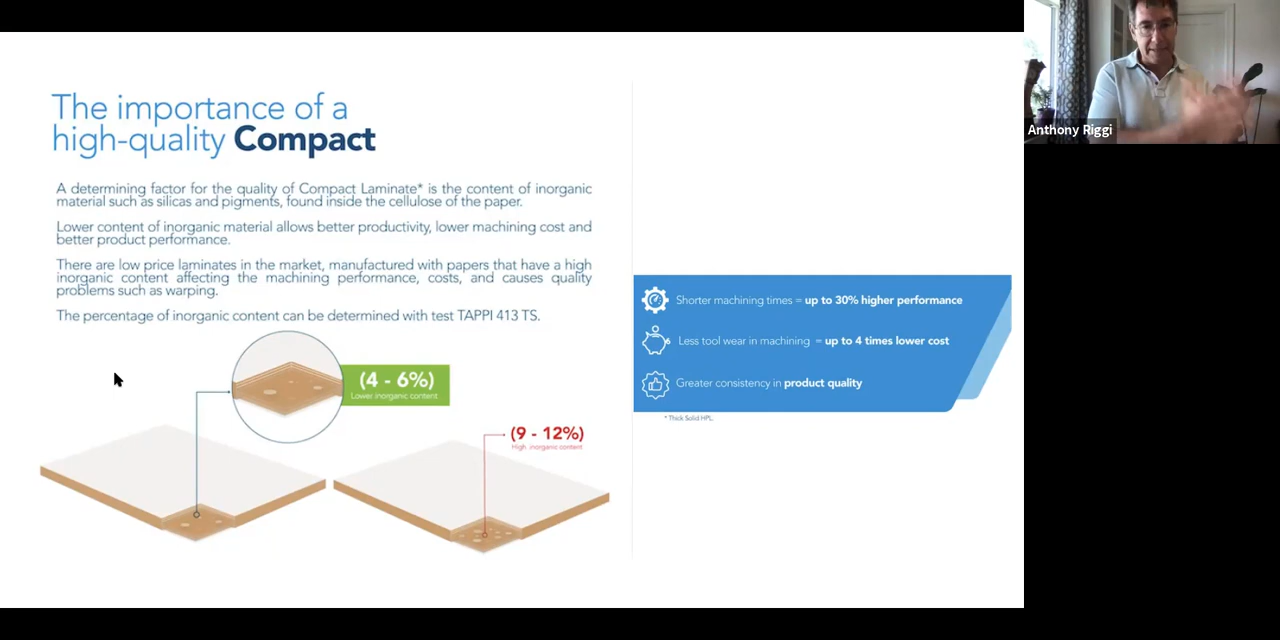 The importance of a
high-quality Compact
A determining factor for the quality of Compact Laminate* is the content of inorganic
material such as silicas and pigments, found inside the cellulose of the paper.
Lower content of inorganic material allows better productivity, lower machining cost and
better product performance.
There are low price laminates in the market, manufactured with papers that have a high
inorganic content affecting the machining performance, costs, and causes quality
problems such as warping.
The percentage of inorganic content can be determined with test TAPPI 413 TS.
(4 - 6%)
Lower inorganic content
(9 - 12%)
High inorganic content
Shorter machining times = up to 30% higher performance
Less tool wear in machining = up to 4 times lower cost
Greater consistency in product quality
* Thick Solid HPL.
Anthony Riggi